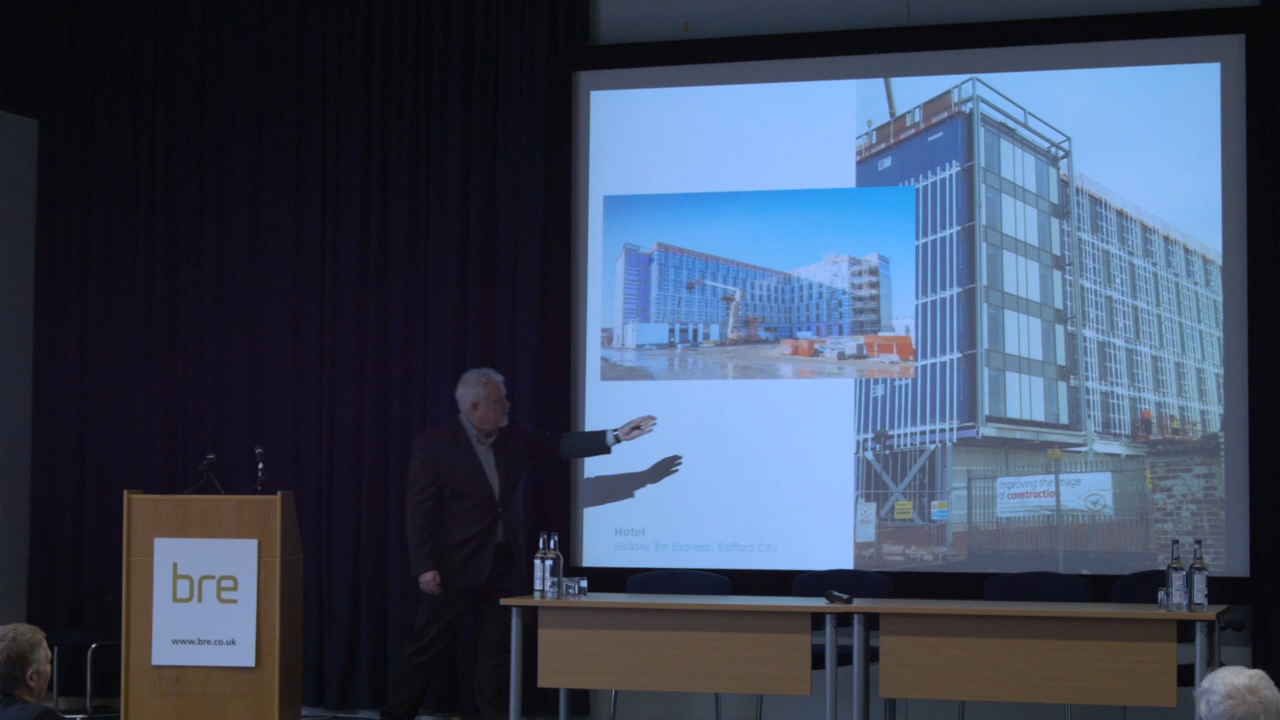 bre
www.bre.co.uk
Hotel
Holiday Inn Express, Trafford City
improving the image
of construction